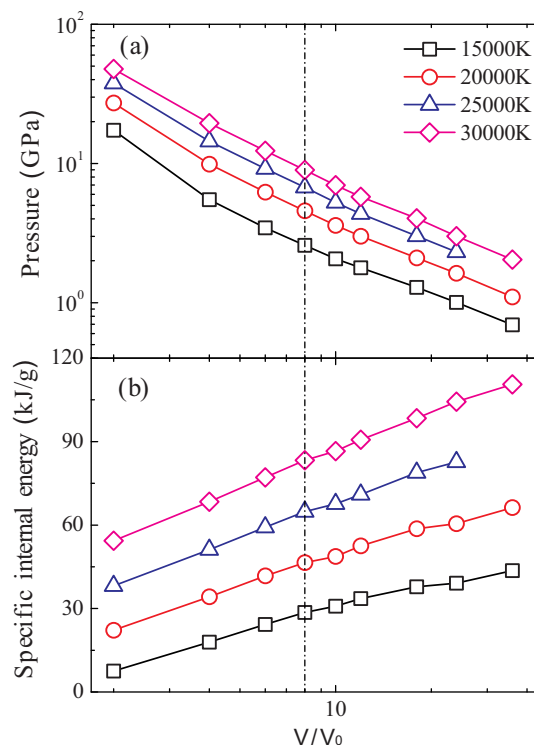 10²
(a)
15000K
20000K
25000K
30000K
10¹
10⁰
Pressure (GPa)
120
(b)
90
60
30
0
Specific internal energy (kJ/g)
10
V/V₀